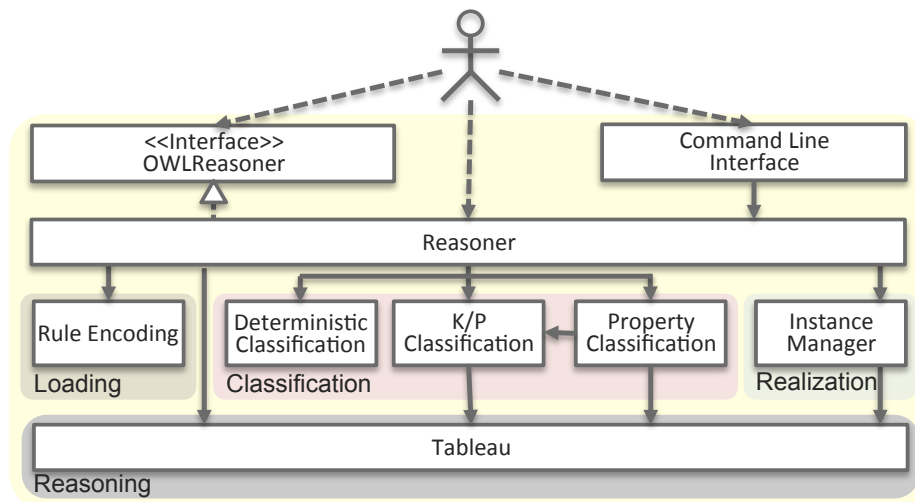 <<Interface>>
OWLReasoner
Command Line
Interface
Reasoner
Rule Encoding
Deterministic
Classification
K/P
Classification
Property
Classification
Instance
Manager
Loading
Classification
Realization
Tableau
Reasoning